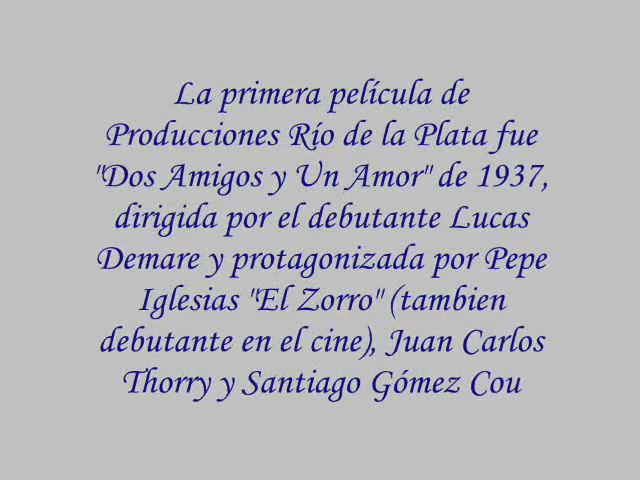 La primera película de
Producciones Río de la Plata fue
"Dos Amigos y Un Amor" de 1937,
dirigida por el debutante Lucas
Demare y protagonizada por Pepe
Iglesias "El Zorro" (tambien
debutante en el cine), Juan Carlos
Thorry y Santiago Gómez Cou